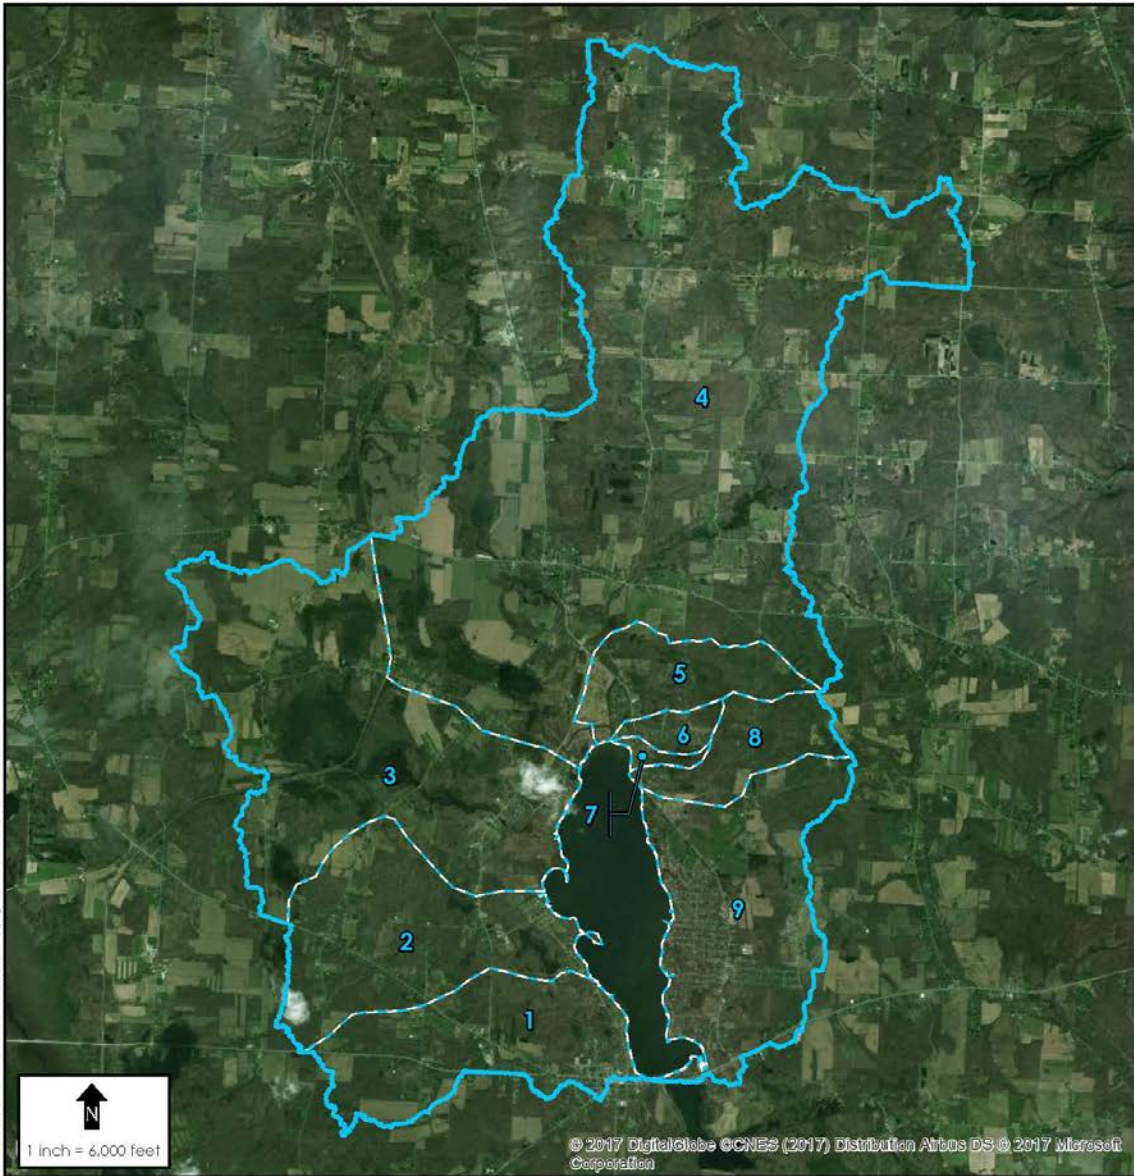 4
5
6
8
3
7
9
2
1
N
1 inch = 6,000 feet
© 2017 DigitalGlobe ©CNES (2017) Distribution Airbus DS © 2017 Microsoft
Corporation